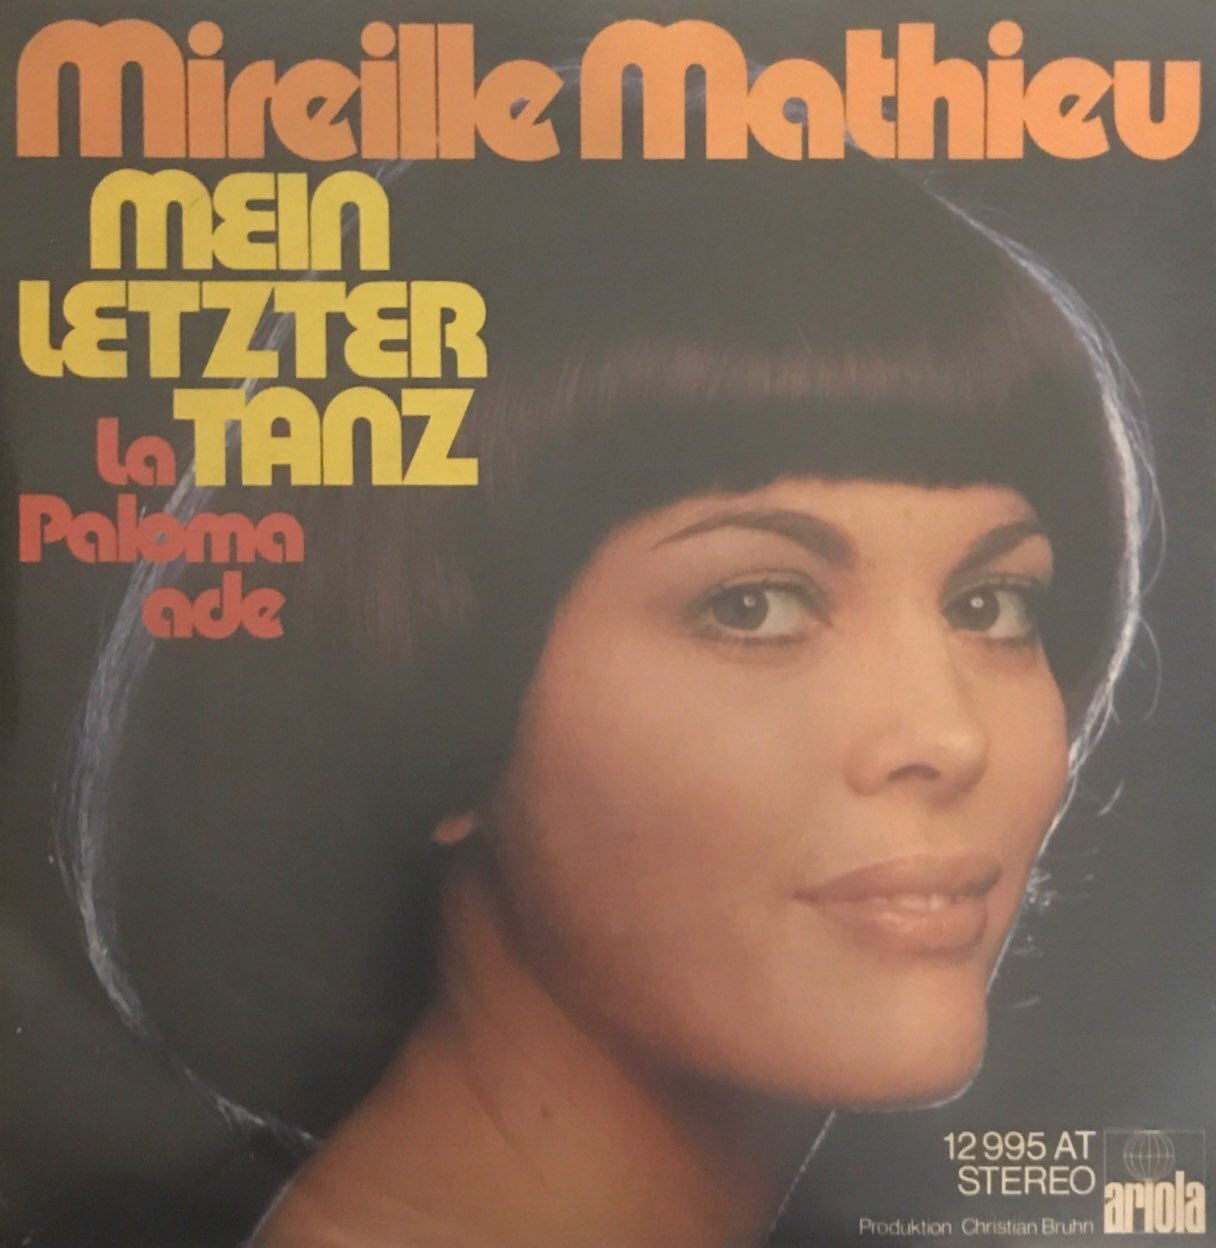 Mireille Mathieu
MEIN
LETZTER
TANZ
La
Paloma
ade
12 995 AT
STEREO
Produktion: Christian Bruhn
ariola